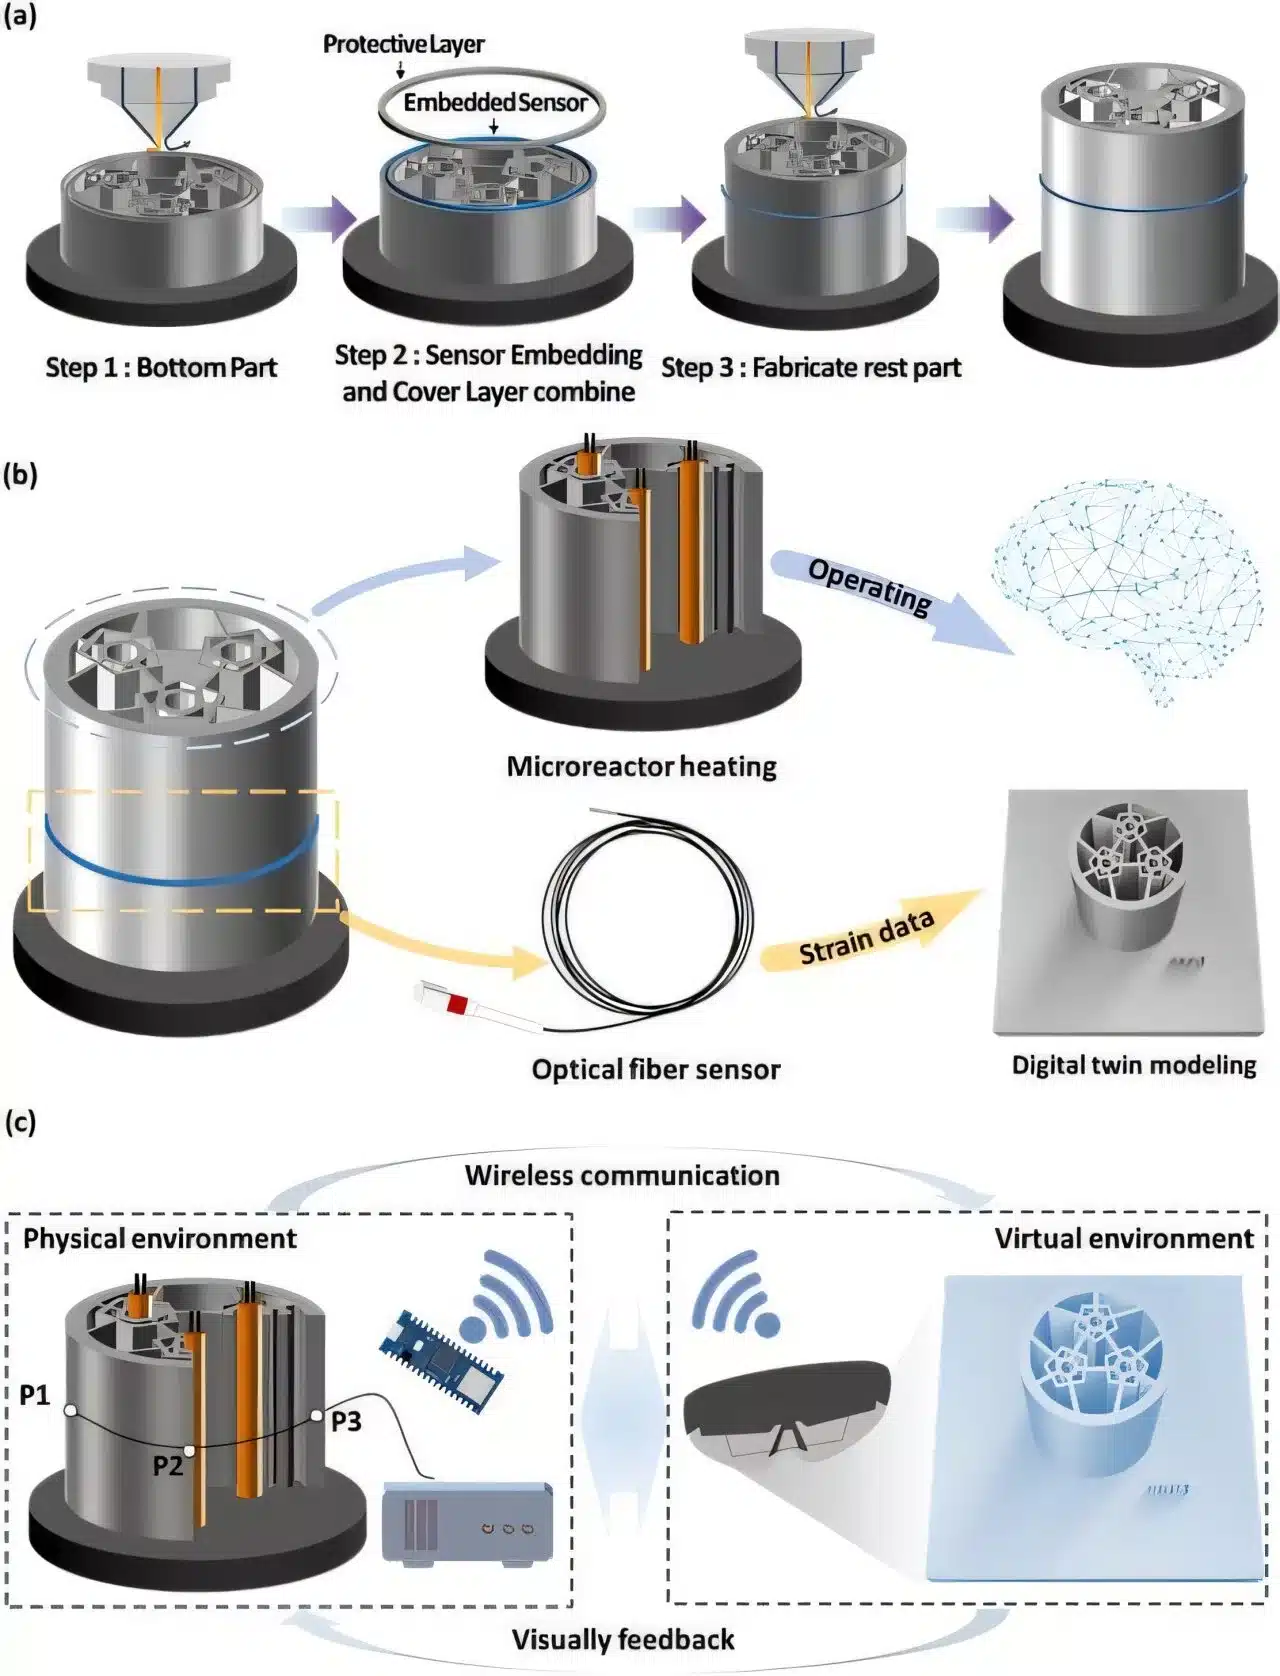 (a)
Protective Layer
Embedded Sensor
Step 1 : Bottom Part
Step 2 : Sensor Embedding
and Cover Layer combine
Step 3 : Fabricate rest part
(b)
Operating
Microreactor heating
Strain data
Optical fiber sensor
Digital twin modeling
(c)
Wireless communication
Physical environment
Virtual environment
P1
P2
P3
Visually feedback